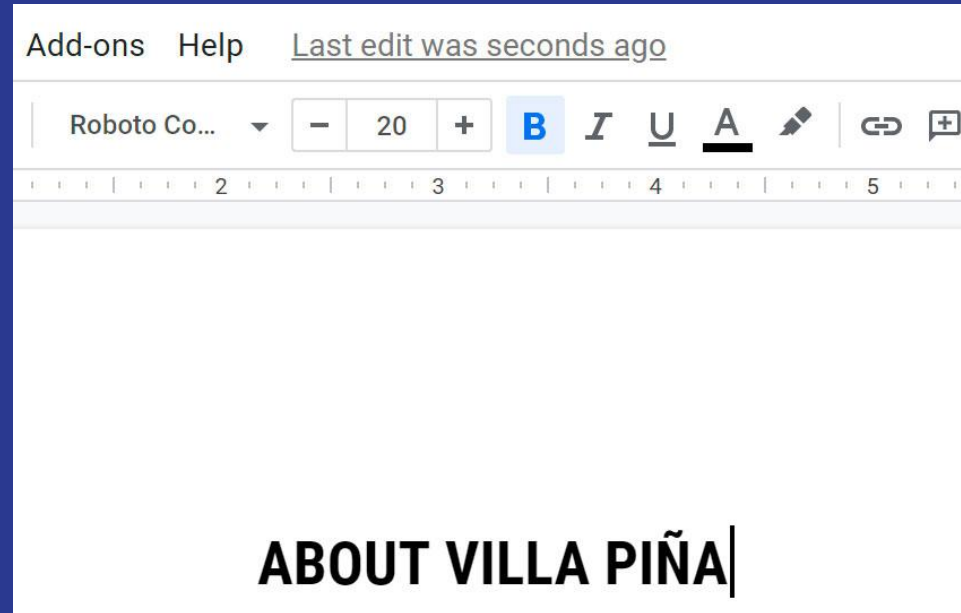 Add-ons Help Last edit was seconds ago
Roboto Co... − 20 + B I U A
2 3 4 5
ABOUT VILLA PIÑA